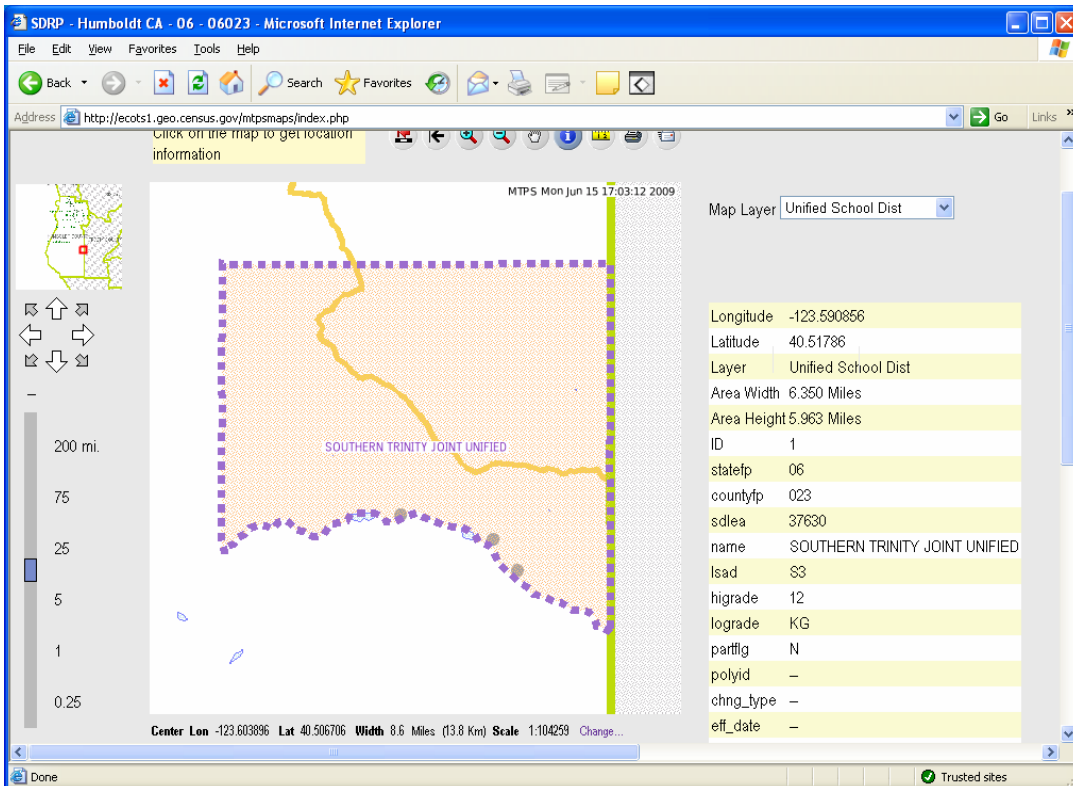 SDRP - Humboldt CA - 06 - 06023 - Microsoft Internet Explorer
File Edit View Favorites Tools Help
Back Search Favorites
Address http://ecots1.geo.census.gov/mtpsmaps/index.php Go Links »
Click on the map to get location
information
MTPS Mon Jun 15 17:03:12 2009
SOUTHERN TRINITY JOINT UNIFIED
200 mi.
75
25
5
1
0.25
Center Lon -123.603896 Lat 40.506706 Width 8.6 Miles (13.8 Km) Scale 1:104259 Change...
Map Layer Unified School Dist
Longitude -123.590856
Latitude 40.51786
Layer Unified School Dist
Area Width 6.350 Miles
Area Height 5.963 Miles
ID 1
statefp 06
countyfp 023
sdlea 37630
name SOUTHERN TRINITY JOINT UNIFIED
lsad S3
higrade 12
lograde KG
partflg N
polyid –
chng_type –
eff_date –
Done Trusted sites